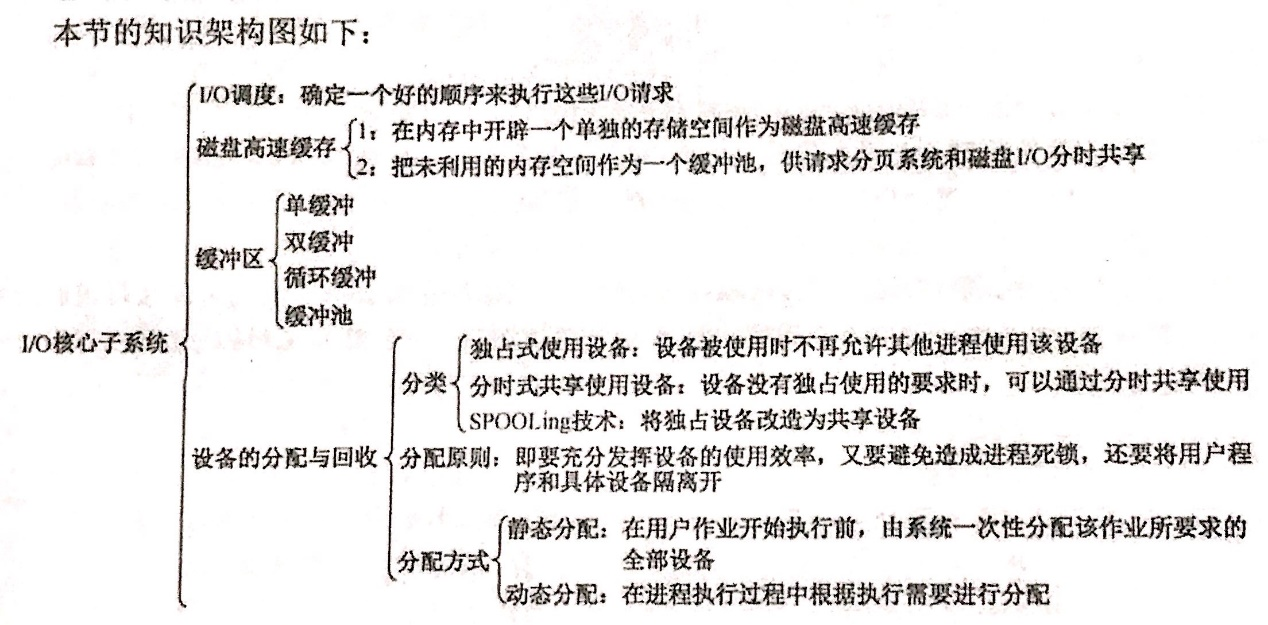 本节的知识架构图如下：
I/O调度：确定一个好的顺序来执行这些I/O请求
磁盘高速缓存
1：在内存中开辟一个单独的存储空间作为磁盘高速缓存
2：把未利用的内存空间作为一个缓冲池，供请求分页系统和磁盘I/O分时共享
缓冲区
单缓冲
双缓冲
循环缓冲
缓冲池
I/O核心子系统
设备的分配与回收
分类
独占式使用设备：设备被使用时不再允许其他进程使用该设备
分时式共享使用设备：设备没有独占使用的要求时，可以通过分时共享使用
SPOOLing技术：将独占设备改造为共享设备
分配原则：即要充分发挥设备的使用效率，又要避免造成进程死锁，还要将用户程
序和具体设备隔离开
分配方式
静态分配：在用户作业开始执行前，由系统一次性分配该作业所要求的
全部设备
动态分配：在进程执行过程中根据执行需要进行分配